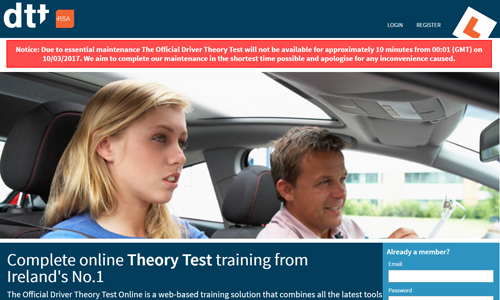 dtt RSA
LOGIN REGISTER L
Notice: Due to essential maintenance The Official Driver Theory Test will not be available for approximately 10 minutes from 00:01 (GMT) on
10/03/2017. We aim to complete our maintenance in the shortest time possible and apologise for any inconvenience caused.
Complete online Theory Test training from
Ireland's No.1
The Official Driver Theory Test Online is a web-based training solution that combines all the latest tools
Already a member?
Email
Password